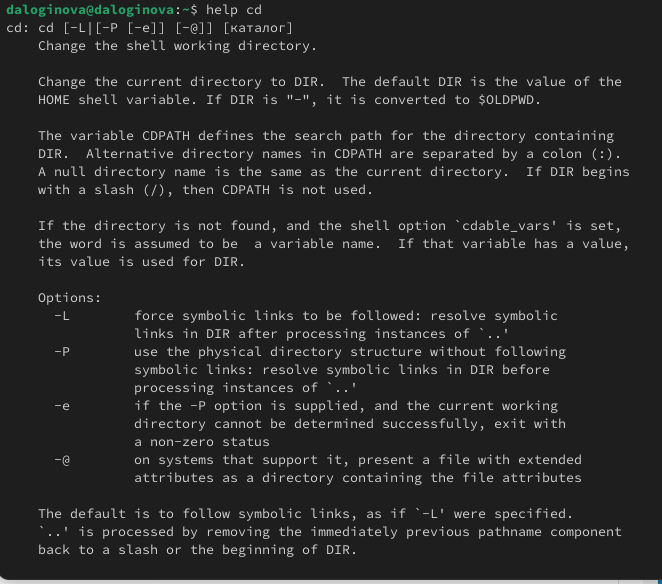 daloginova@daloginova:~$ help cd
cd: cd [-L|[-P [-e]] [-@]] [каталог]
Change the shell working directory.
Change the current directory to DIR.  The default DIR is the value of the
HOME shell variable. If DIR is "-", it is converted to $OLDPWD.
The variable CDPATH defines the search path for the directory containing
DIR.  Alternative directory names in CDPATH are separated by a colon (:).
A null directory name is the same as the current directory.  If DIR begins
with a slash (/), then CDPATH is not used.
If the directory is not found, and the shell option `cdable_vars' is set,
the word is assumed to be  a variable name.  If that variable has a value,
its value is used for DIR.
Options:
-L        force symbolic links to be followed: resolve symbolic
links in DIR after processing instances of `..'
-P        use the physical directory structure without following
symbolic links: resolve symbolic links in DIR before
processing instances of `..'
-e        if the -P option is supplied, and the current working
directory cannot be determined successfully, exit with
a non-zero status
-@        on systems that support it, present a file with extended
attributes as a directory containing the file attributes
The default is to follow symbolic links, as if `-L' were specified.
`..' is processed by removing the immediately previous pathname component
back to a slash or the beginning of DIR.